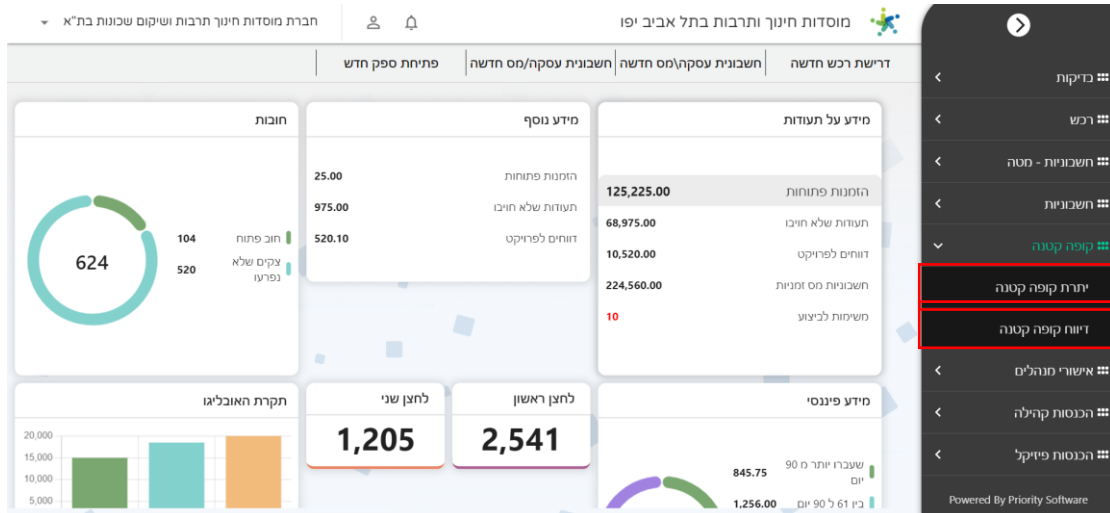 מוסדות חינוך ותרבות בתל אביב יפו
חברת מוסדות חינוך תרבות ושיקום שכונות בת"א
דרישת רכש חדשה
חשבונית עסקה\מס חדשה
חשבונית עסקה/מס חדשה
פתיחת ספק חדש
בדיקות
רכש
חשבוניות - מטה
חשבוניות
קופה קטנה
יתרת קופה קטנה
דיווח קופה קטנה
אישורי מנהלים
הכנסות קהילה
הכנסות פיזיקל
Powered By Priority Software
מידע על תעודות
הזמנות פתוחות 125,225.00
תעודות שלא חויבו 68,975.00
דווחים לפרויקט 10,520.00
חשבוניות מס זמניות 224,560.00
משימות לביצוע 10
מידע נוסף
הזמנות פתוחות 25.00
תעודות שלא חויבו 975.00
דווחים לפרויקט 520.10
חובות
חוב פתוח 104
צקים שלא 520
נפרעו
624
מידע פיננסי
שעברו יותר מ 90 845.75
יום
בין 61 ל 90 יום 1,256.00
לחצן ראשון
2,541
לחצן שני
1,205
תקרת האובליגו
20,000
15,000
10,000
5,000